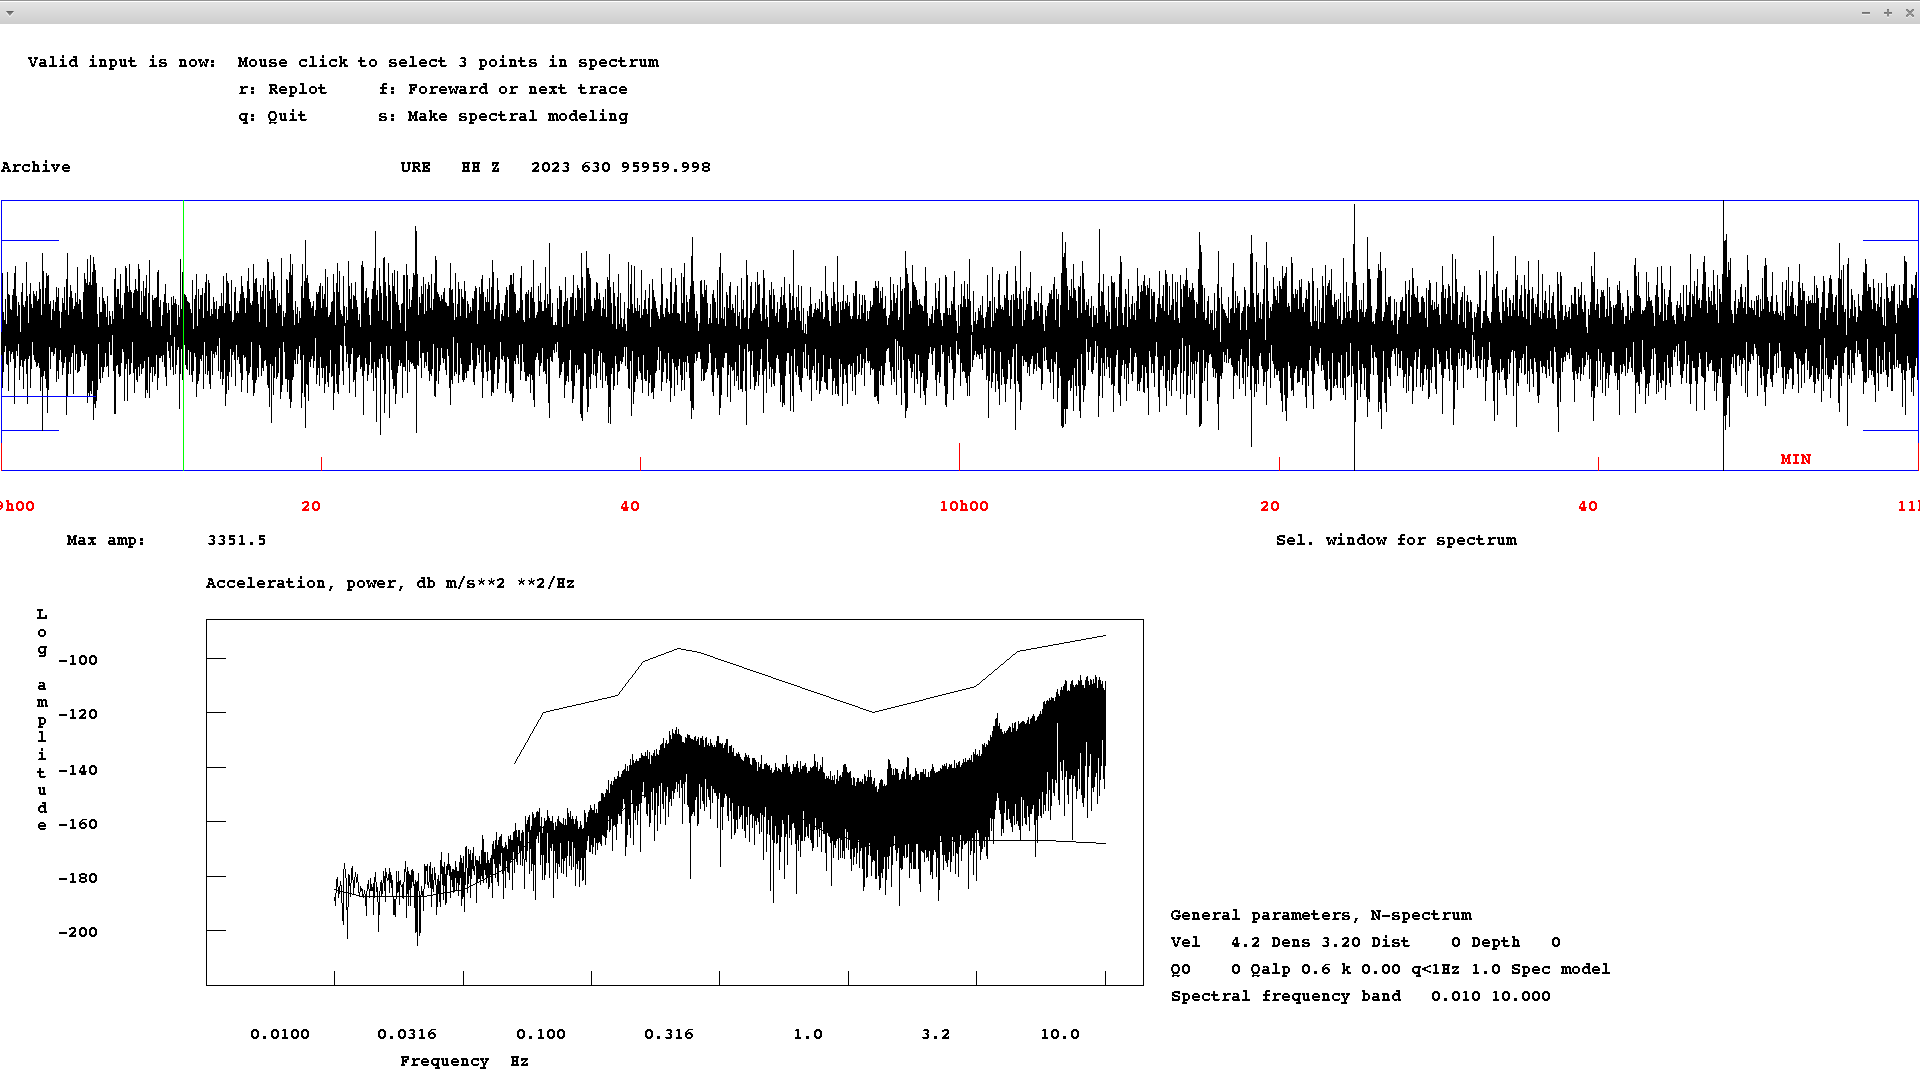 Valid input is now: Mouse click to select 3 points in spectrum
r: Replot f: Foreward or next trace
q: Quit s: Make spectral modeling
Archive URE HH Z 2023 630 95959.998
MIN
9h00 20 40 10h00 20 40 11h
Max amp: 3351.5 Sel. window for spectrum
Acceleration, power, db m/s**2 **2/Hz
Log amplitude
-100
-120
-140
-160
-180
-200
General parameters, N-spectrum
Vel 4.2 Dens 3.20 Dist 0 Depth 0
Q0 0 Qalp 0.6 k 0.00 q<1Hz 1.0 Spec model
Spectral frequency band 0.010 10.000
0.0100 0.0316 0.100 0.316 1.0 3.2 10.0
Frequency Hz